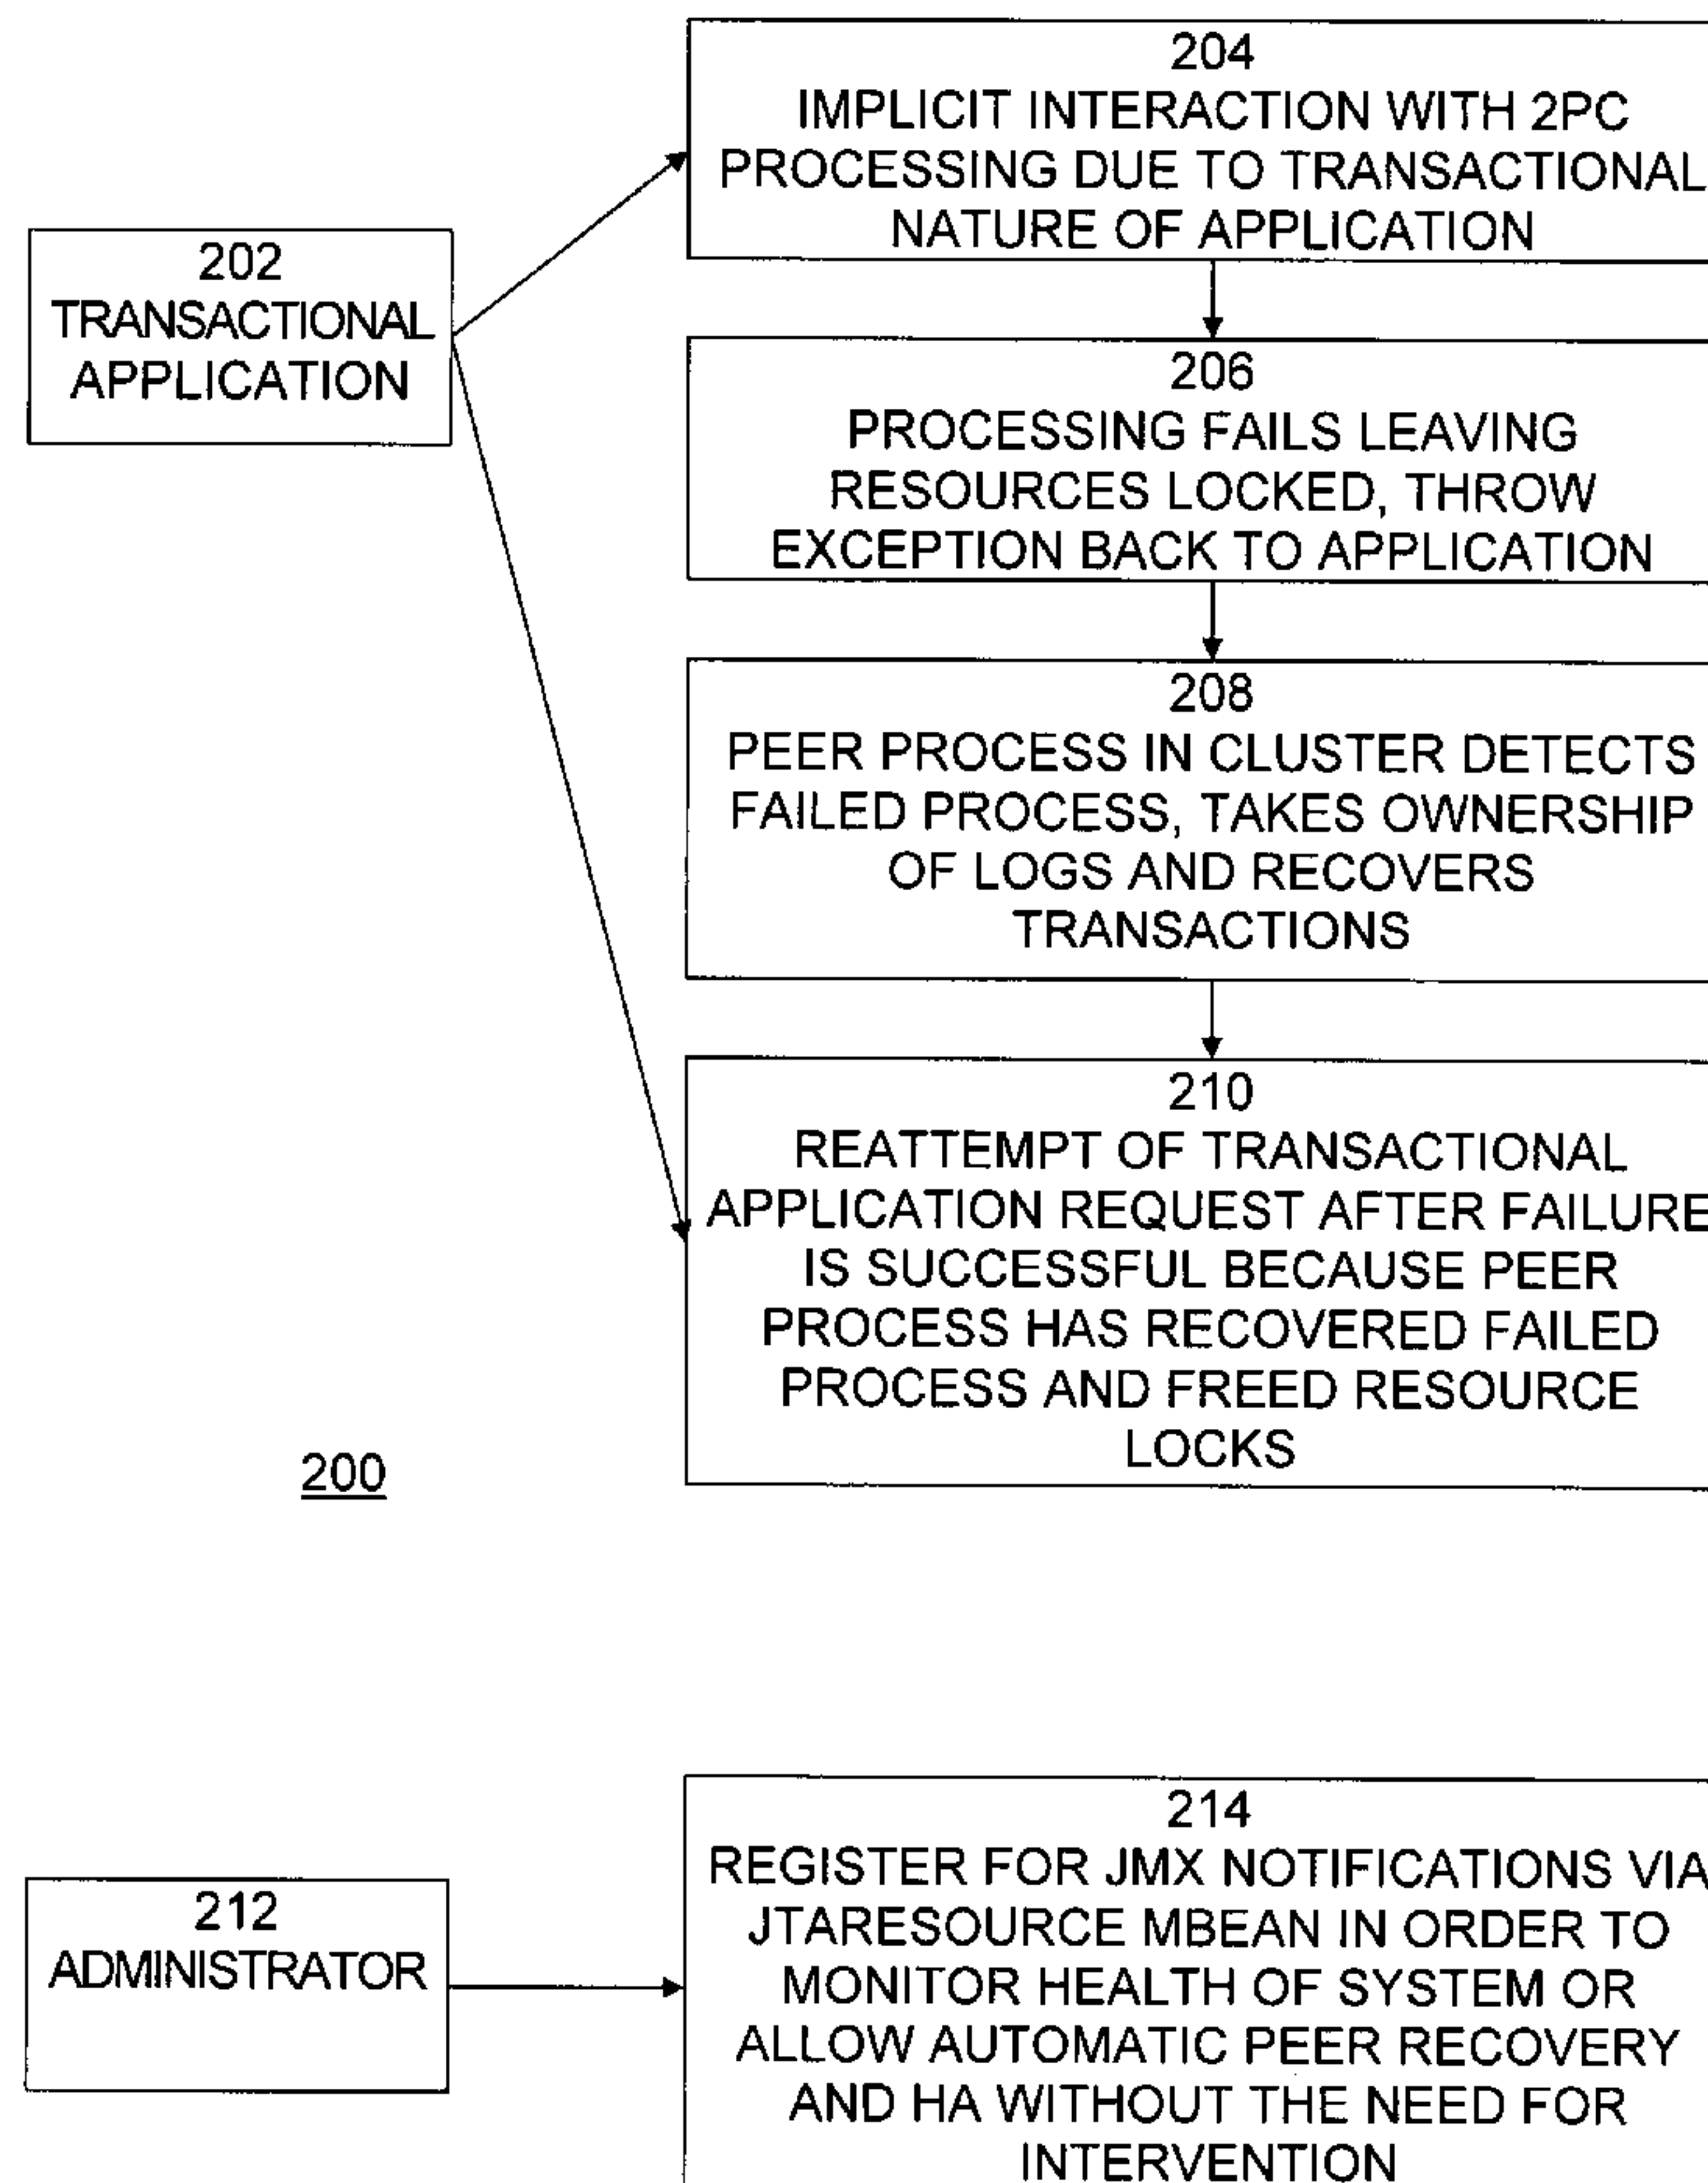 204
IMPLICIT INTERACTION WITH 2PC
PROCESSING DUE TO TRANSACTIONAL
NATURE OF APPLICATION
202
TRANSACTIONAL
APPLICATION
206
PROCESSING FAILS LEAVING
RESOURCES LOCKED, THROW
EXCEPTION BACK TO APPLICATION
208
PEER PROCESS IN CLUSTER DETECTS
FAILED PROCESS, TAKES OWNERSHIP
OF LOGS AND RECOVERS
TRANSACTIONS
210
REATTEMPT OF TRANSACTIONAL
APPLICATION REQUEST AFTER FAILURE
IS SUCCESSFUL BECAUSE PEER
PROCESS HAS RECOVERED FAILED
PROCESS AND FREED RESOURCE
LOCKS
200
214
REGISTER FOR JMX NOTIFICATIONS VIA
JTARESOURCE MBEAN IN ORDER TO
MONITOR HEALTH OF SYSTEM OR
ALLOW AUTOMATIC PEER RECOVERY
AND HA WITHOUT THE NEED FOR
INTERVENTION
212
ADMINISTRATOR